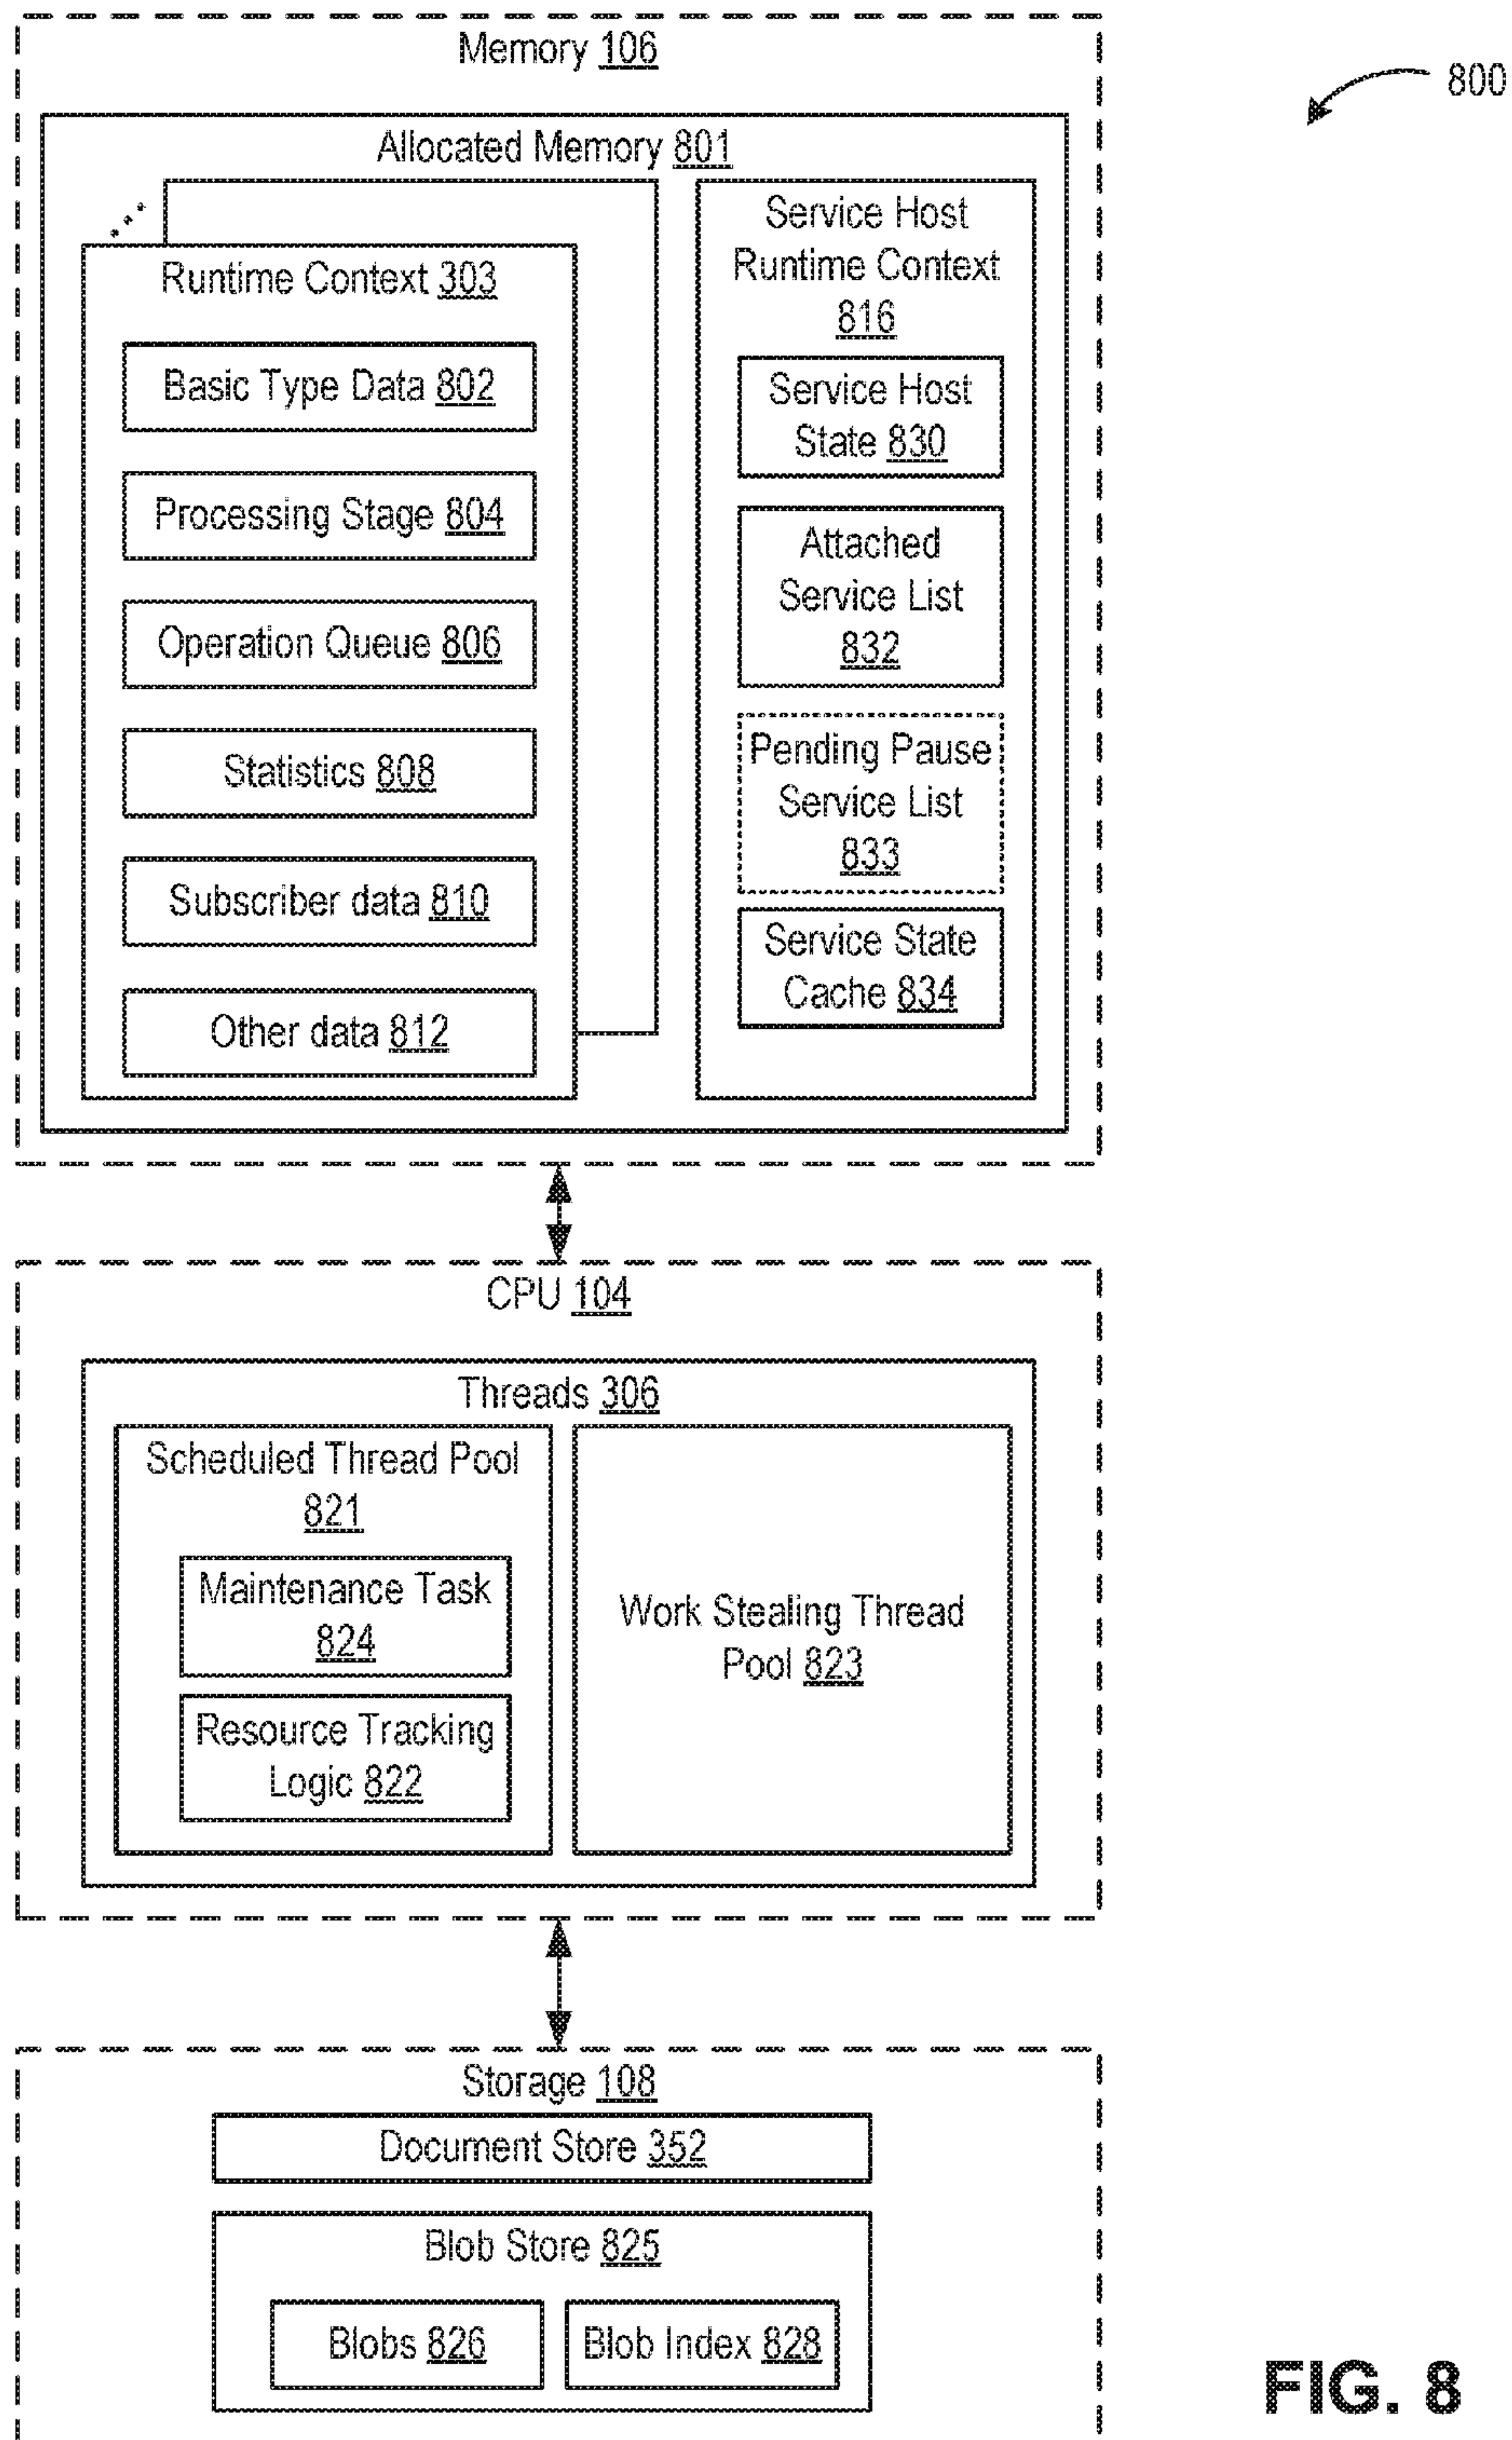 Memory 106
800
Allocated Memory 801
Runtime Context 303
Basic Type Data 802
Processing Stage 804
Operation Queue 806
Statistics 808
Subscriber data 810
Other data 812
Service Host
Runtime Context
816
Service Host
State 830
Attached
Service List
832
Pending Pause
Service List
833
Service State
Cache 834
CPU 104
Threads 306
Scheduled Thread Pool
821
Maintenance Task
824
Resource Tracking
Logic 822
Work Stealing Thread
Pool 823
Storage 108
Document Store 352
Blob Store 825
Blobs 826
Blob Index 828
FIG. 8